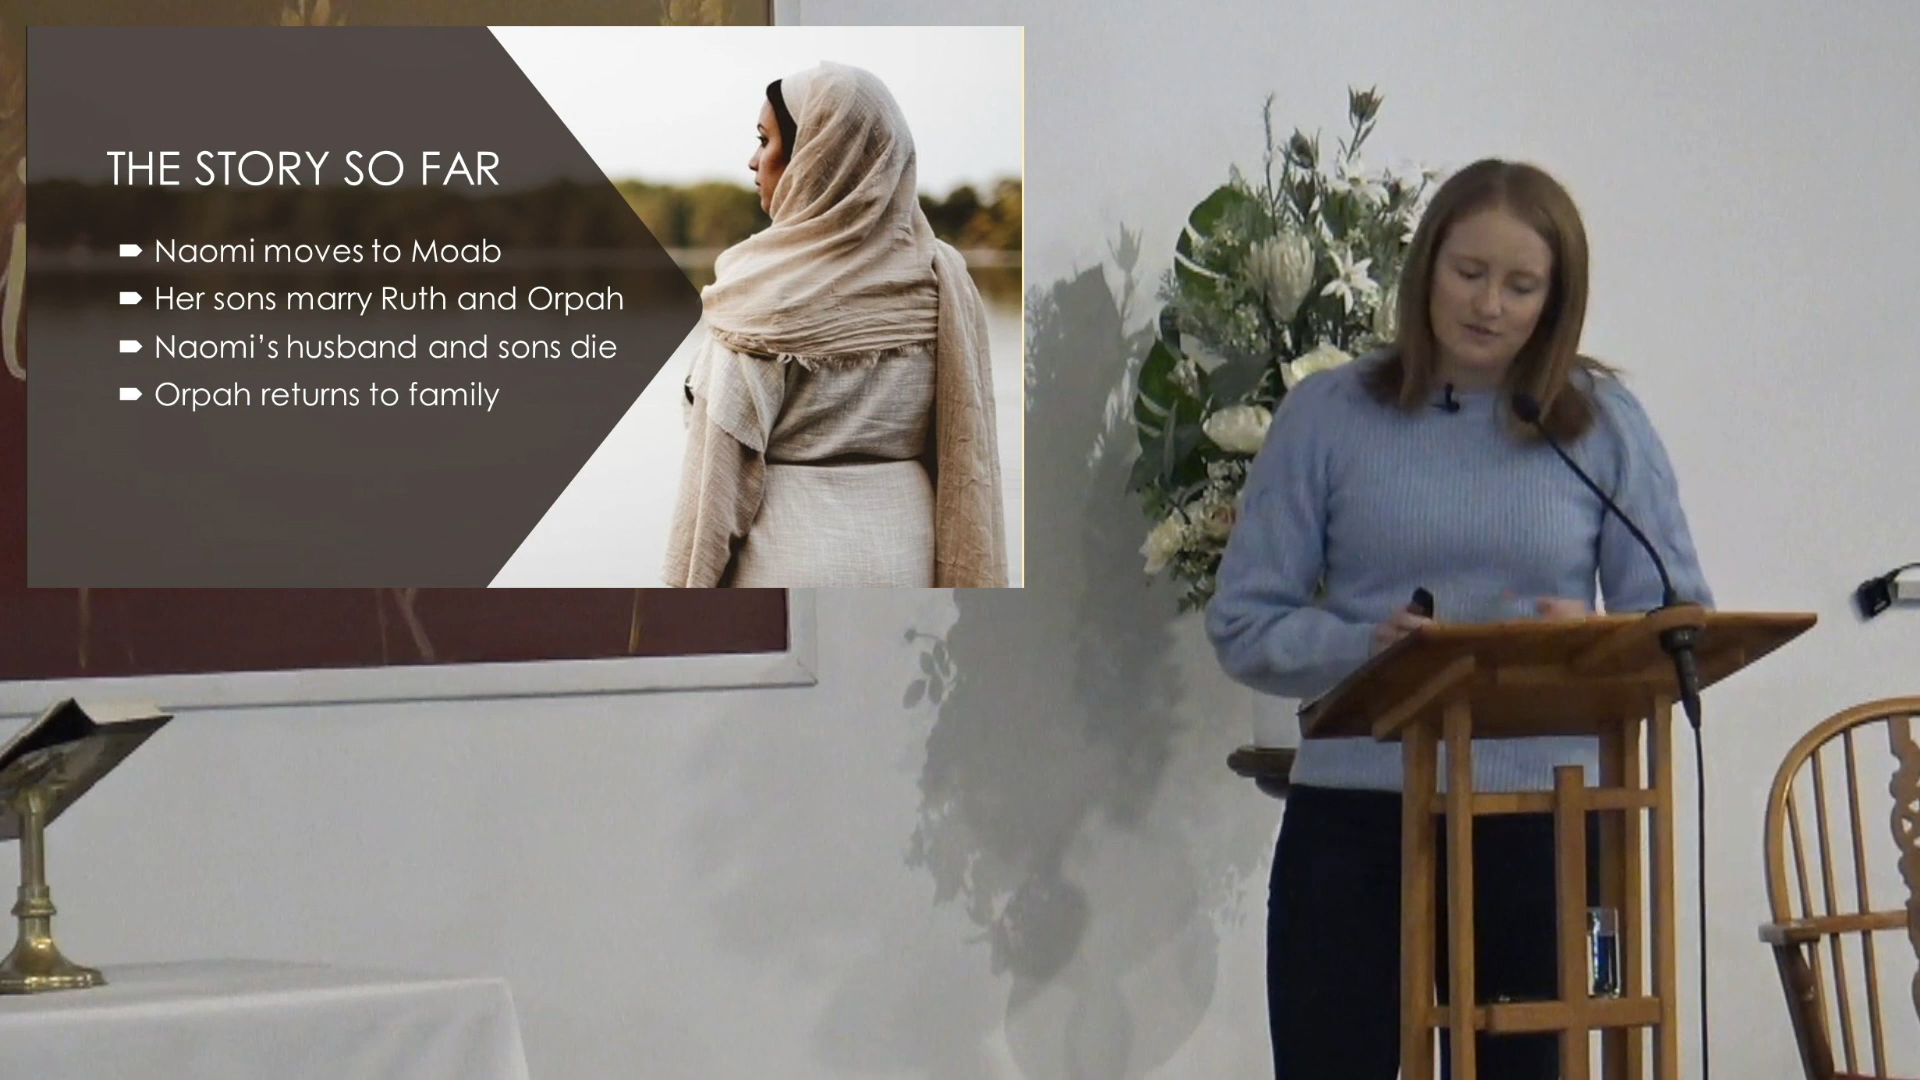 THE STORY SO FAR
Naomi moves to Moab
Her sons marry Ruth and Orpah
Naomi's husband and sons die
Orpah returns to family